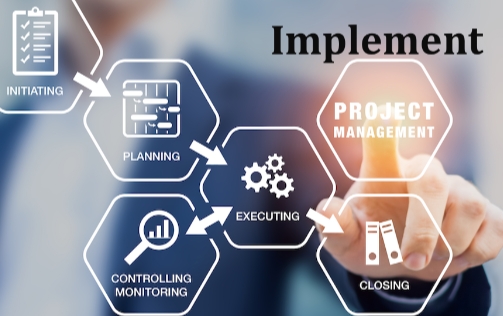 Implement
INITIATING
PLANNING
PROJECT
MANAGEMENT
EXECUTING
CONTROLLING
MONITORING
CLOSING